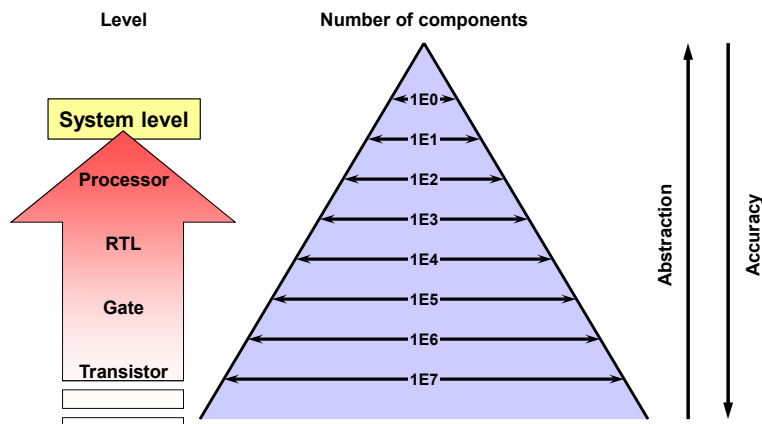 Level
Number of components
System level
Processor
RTL
Gate
Transistor
1E0
1E1
1E2
1E3
1E4
1E5
1E6
1E7
Abstraction
Accuracy